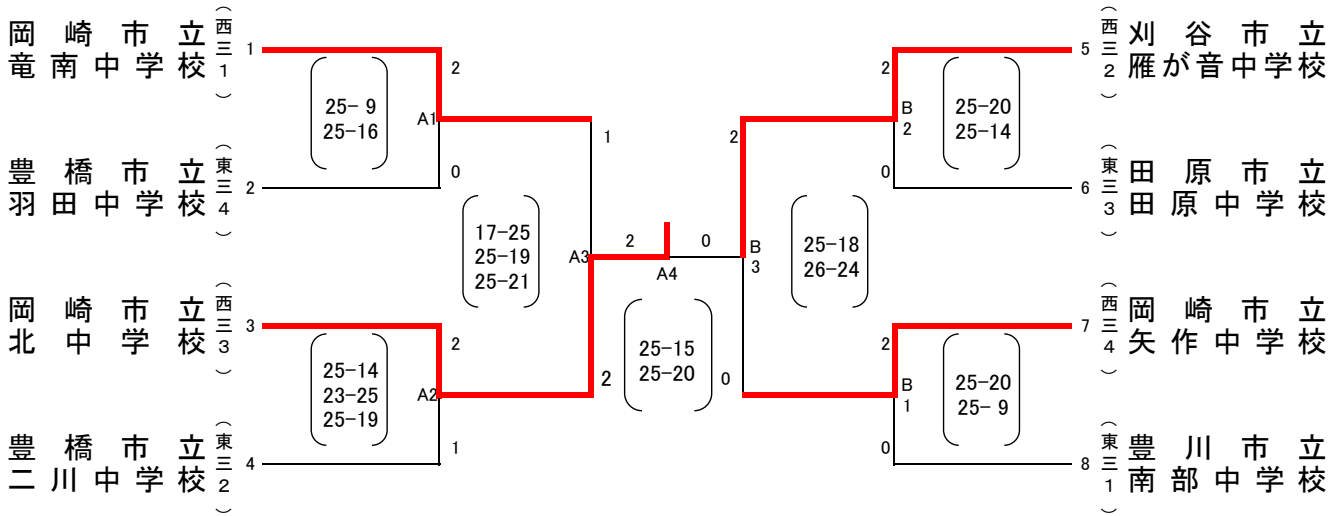 岡崎市立
竜南中学校
（西三1）
1
2
25- 9
25-16
A1
0
豊橋市立
羽田中学校
（東三4）
2
1
17-25
25-19
25-21
A3
岡崎市立
北中学校
（西三3）
3
2
25-14
23-25
25-19
A2
2
1
豊橋市立
二川中学校
（東三2）
4
2
0
A4
25-15
25-20
0
刈谷市立
雁が音中学校
（西三2）
5
2
25-20
25-14
B2
0
田原市立
田原中学校
（東三3）
6
2
B3
25-18
26-24
岡崎市立
矢作中学校
（西三4）
7
2
25-20
25- 9
B1
0
豊川市立
南部中学校
（東三1）
8